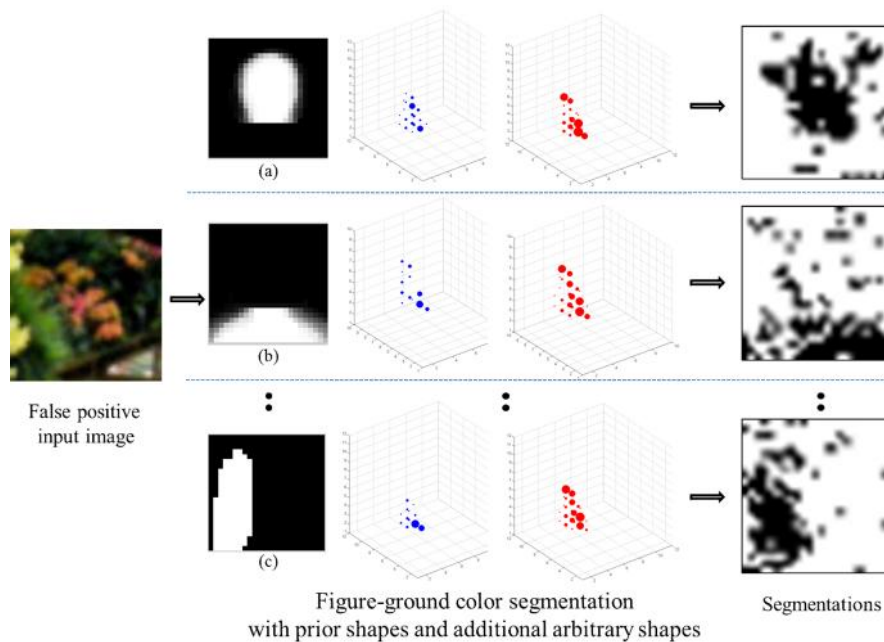 (a)
(b)
False positive
input image
(c)
Figure-ground color segmentation
with prior shapes and additional arbitrary shapes
Segmentations